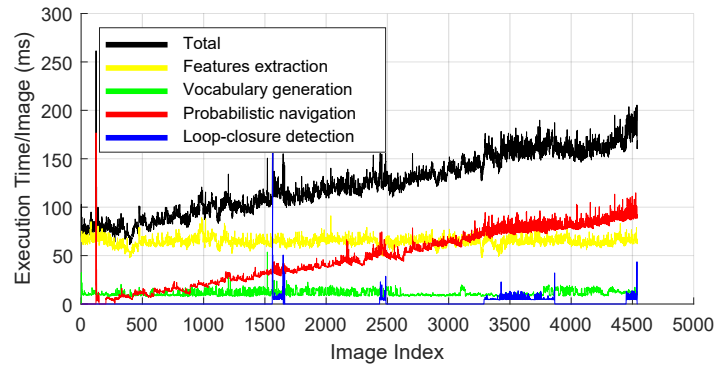 300
250
200
150
100
50
0
Execution Time/Image (ms)
Total
Features extraction
Vocabulary generation
Probabilistic navigation
Loop-closure detection
0 500 1000 1500 2000 2500 3000 3500 4000 4500 5000
Image Index